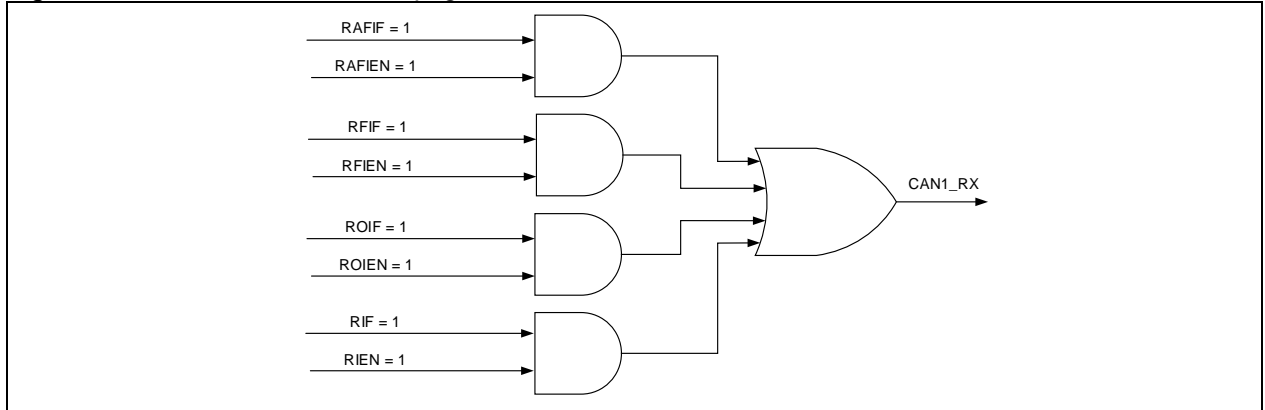 RAFIF = 1
RAFIEN = 1
RFIF = 1
RFIEN = 1
ROIF = 1
ROIEN = 1
RIF = 1
RIEN = 1
CAN1_RX